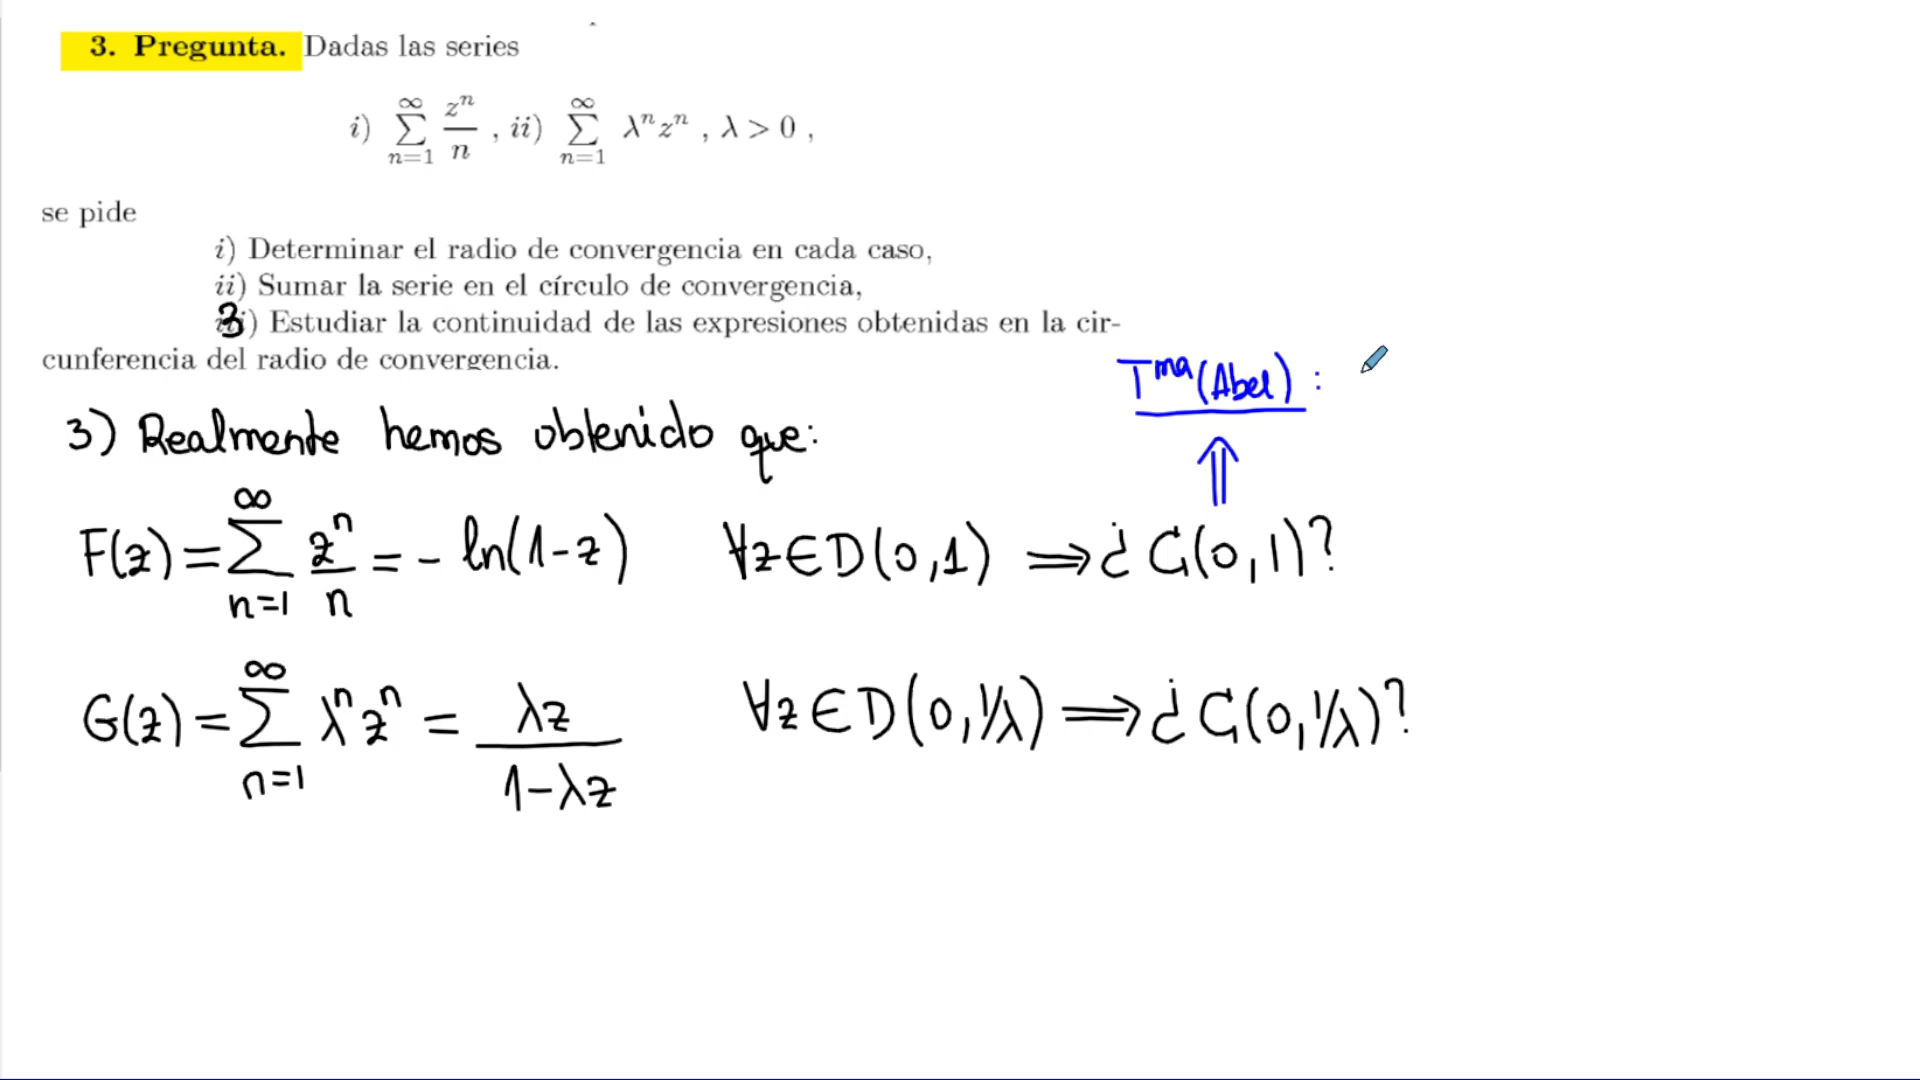 3. Pregunta. Dadas las series
i) ∑_{n=1}^{∞} z^n/n , ii) ∑_{n=1}^{∞} λ^n z^n , λ > 0 ,
se pide
i) Determinar el radio de convergencia en cada caso,
ii) Sumar la serie en el círculo de convergencia,
3) Estudiar la continuidad de las expresiones obtenidas en la cir-
cunferencia del radio de convergencia.
T^{ma}(Abel) :
3) Realmente hemos obtenido que:
F(z) = ∑_{n=1}^{∞} z^n/n = - ln(1-z) ∀z∈D(0,1) ⟹ ¿ C(0,1)?
G(z) = ∑_{n=1}^{∞} λ^n z^n = λz/(1-λz) ∀z∈D(0,1/λ) ⟹ ¿ C(0,1/λ)?